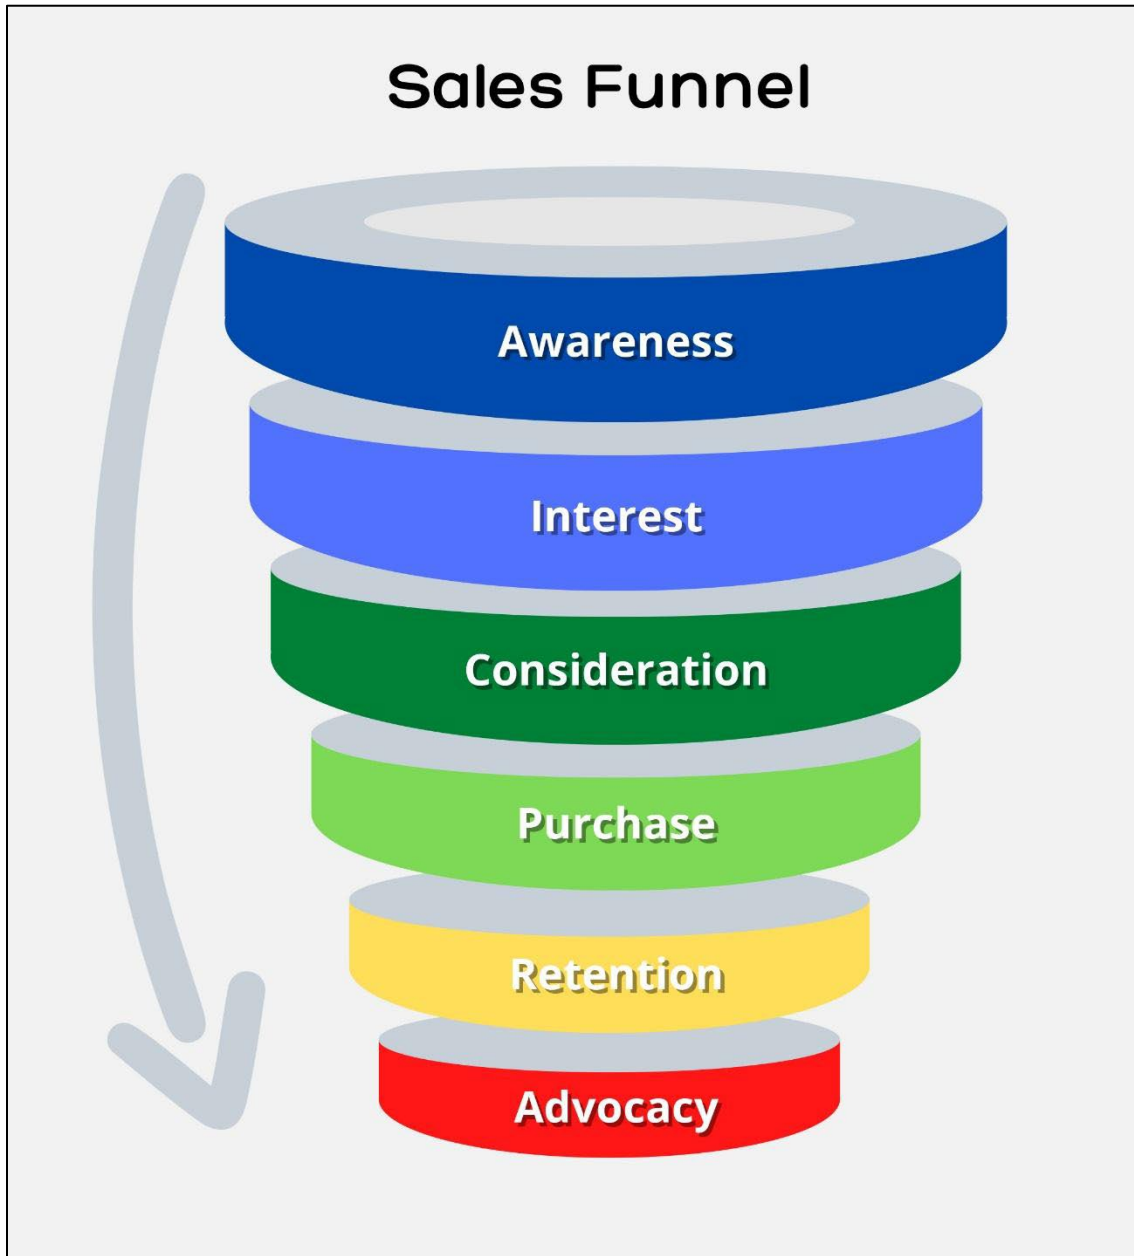 Sales Funnel
Awareness
Interest
Consideration
Purchase
Retention
Advocacy